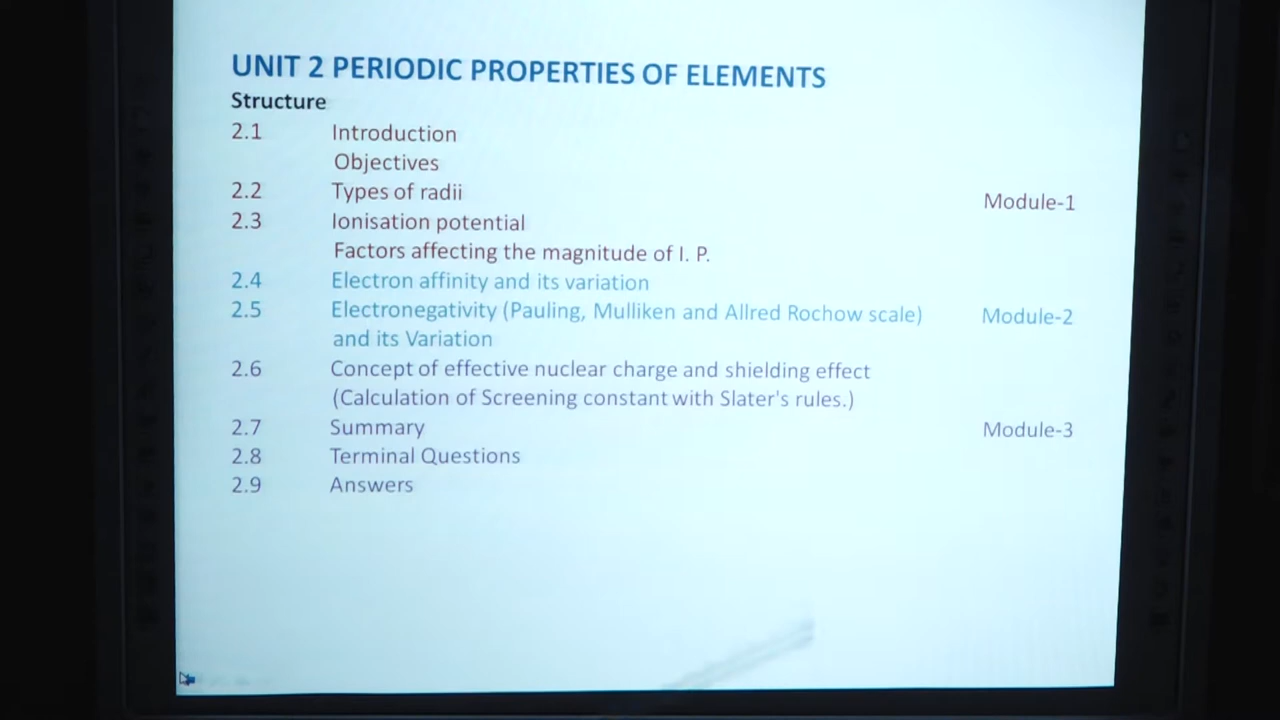 UNIT 2 PERIODIC PROPERTIES OF ELEMENTS
Structure
2.1 Introduction
Objectives
2.2 Types of radii
Module-1
2.3 Ionisation potential
Factors affecting the magnitude of I. P.
2.4 Electron affinity and its variation
2.5 Electronegativity (Pauling, Mulliken and Allred Rochow scale) Module-2
and its Variation
2.6 Concept of effective nuclear charge and shielding effect
(Calculation of Screening constant with Slater's rules.)
2.7 Summary Module-3
2.8 Terminal Questions
2.9 Answers